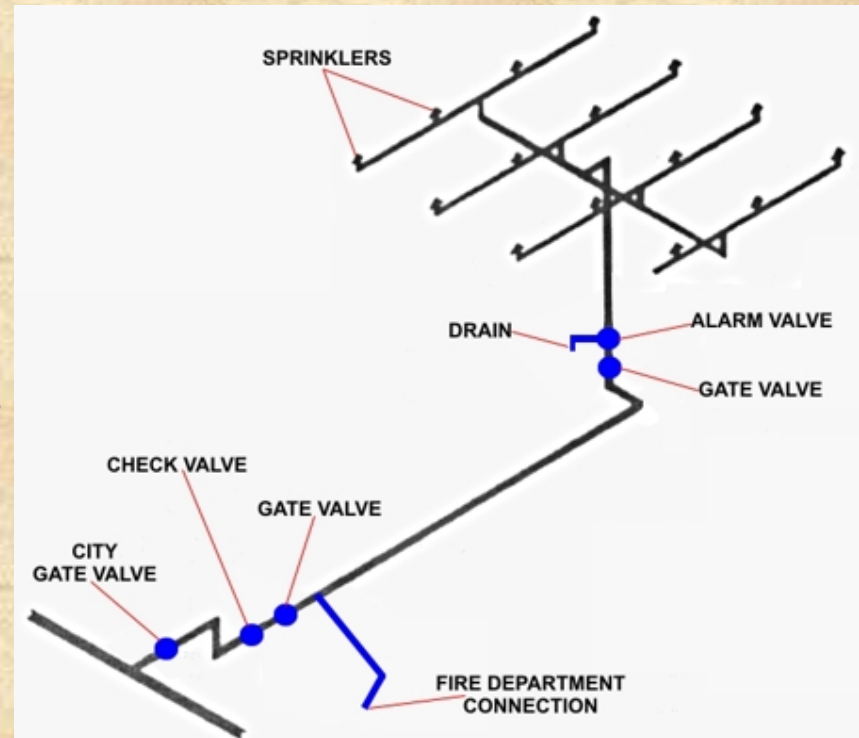 SPRINKLERS
DRAIN
ALARM VALVE
GATE VALVE
CHECK VALVE
GATE VALVE
CITY
GATE VALVE
FIRE DEPARTMENT
CONNECTION